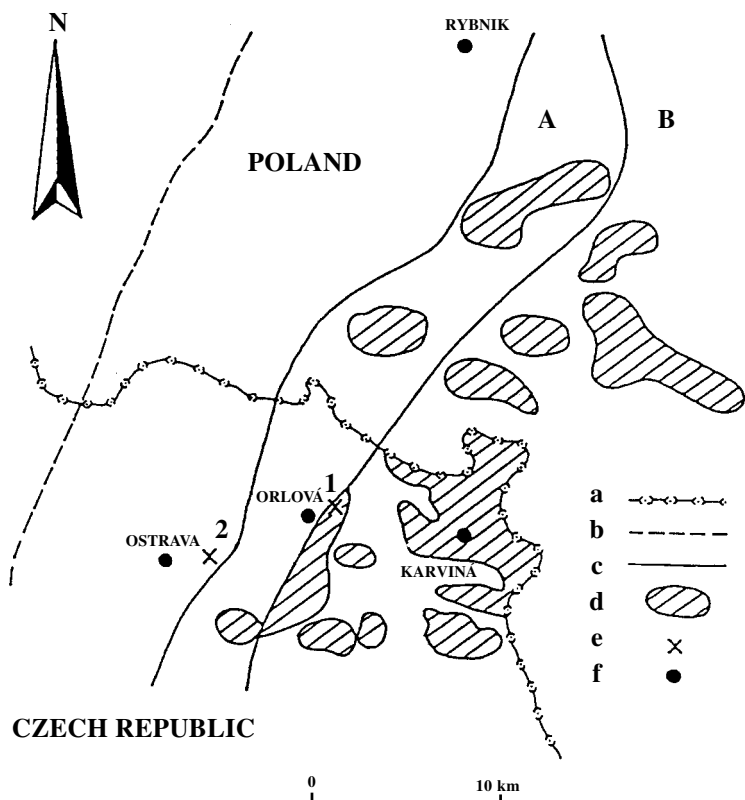 N
RYBNIK
A
B
POLAND
1
ORLOVÁ
2
OSTRAVA
KARVINÁ
a
b
c
d
e
f
CZECH REPUBLIC
0
10 km